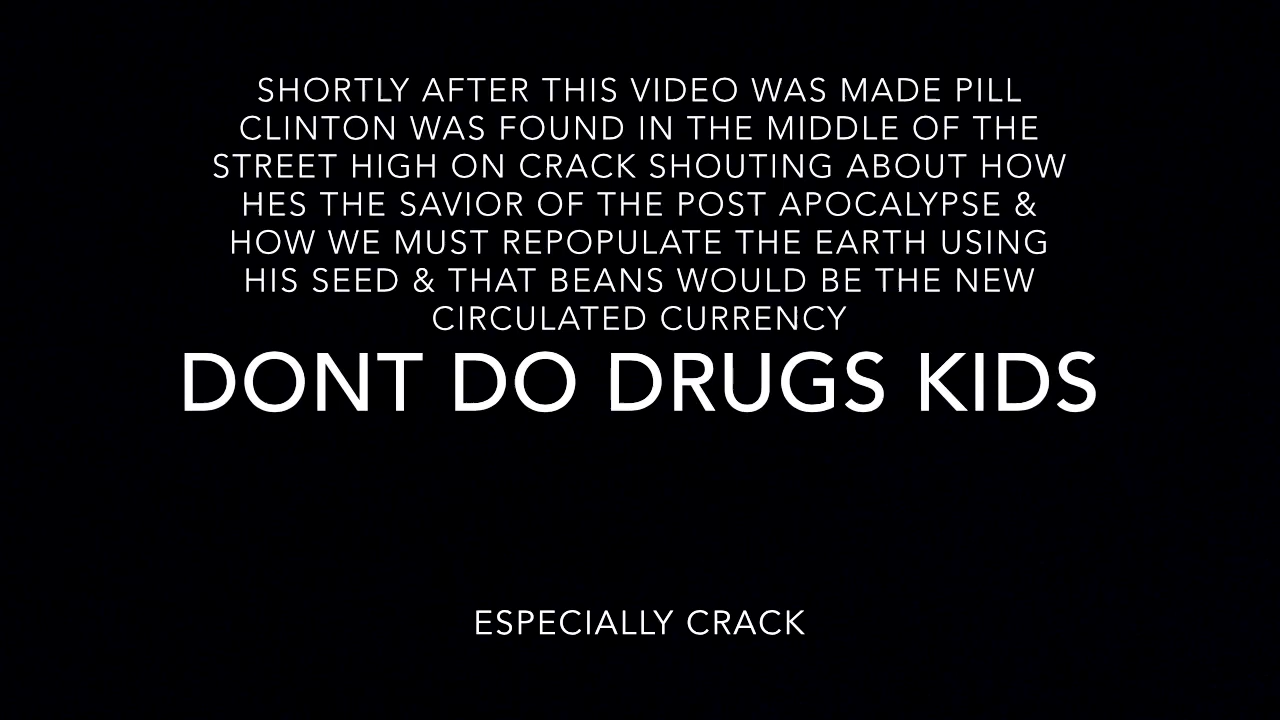 SHORTLY AFTER THIS VIDEO WAS MADE PILL
CLINTON WAS FOUND IN THE MIDDLE OF THE
STREET HIGH ON CRACK SHOUTING ABOUT HOW
HES THE SAVIOR OF THE POST APOCALYPSE &
HOW WE MUST REPOPULATE THE EARTH USING
HIS SEED & THAT BEANS WOULD BE THE NEW
CIRCULATED CURRENCY
DONT DO DRUGS KIDS
ESPECIALLY CRACK